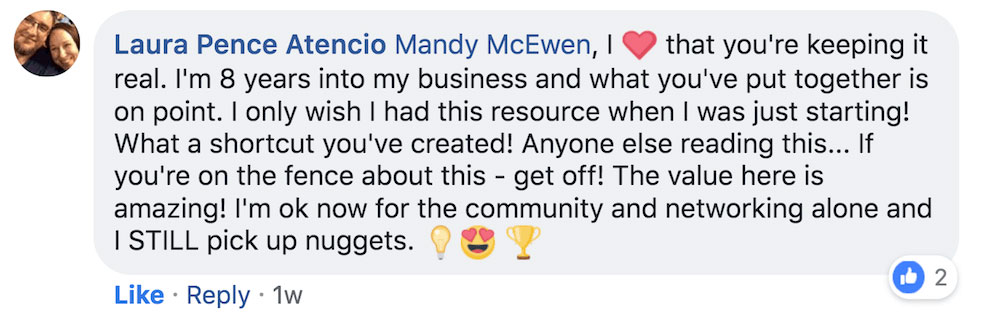 Laura Pence Atencio Mandy McEwen, I ❤️ that you're keeping it
real. I'm 8 years into my business and what you've put together is
on point. I only wish I had this resource when I was just starting!
What a shortcut you've created! Anyone else reading this... If
you're on the fence about this - get off! The value here is
amazing! I'm ok now for the community and networking alone and
I STILL pick up nuggets. 💡😍🏆
2
Like · Reply · 1w